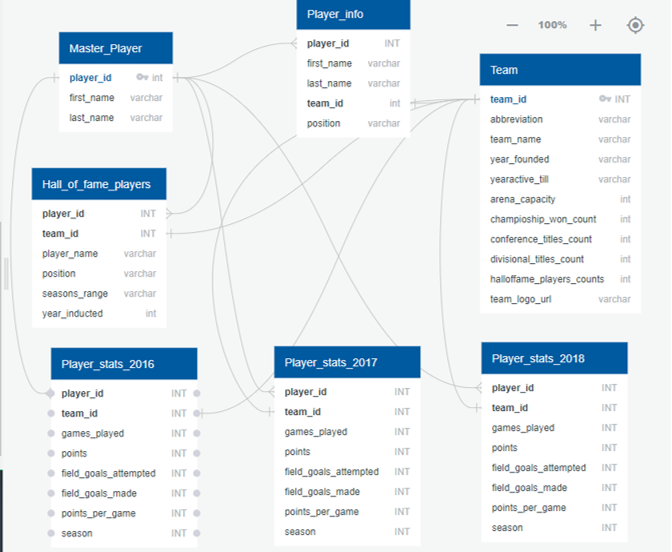 100%
Master_Player
player_id int
first_name varchar
last_name varchar
Player_info
player_id INT
first_name varchar
last_name varchar
team_id int
position varchar
Team
team_id INT
abbreviation varchar
team_name varchar
year_founded varchar
yearactive_till varchar
arena_capacity int
champioship_won_count int
conference_titles_count int
divisional_titles_count int
halloffame_players_counts int
team_logo_url varchar
Hall_of_fame_players
player_id INT
team_id INT
player_name varchar
position varchar
seasons_range varchar
year_inducted int
Player_stats_2016
player_id INT
team_id INT
games_played INT
points INT
field_goals_attempted INT
field_goals_made INT
points_per_game INT
season INT
Player_stats_2017
player_id INT
team_id INT
games_played INT
points INT
field_goals_attempted INT
field_goals_made INT
points_per_game INT
season INT
Player_stats_2018
player_id INT
team_id INT
games_played INT
points INT
field_goals_attempted INT
field_goals_made INT
points_per_game INT
season INT